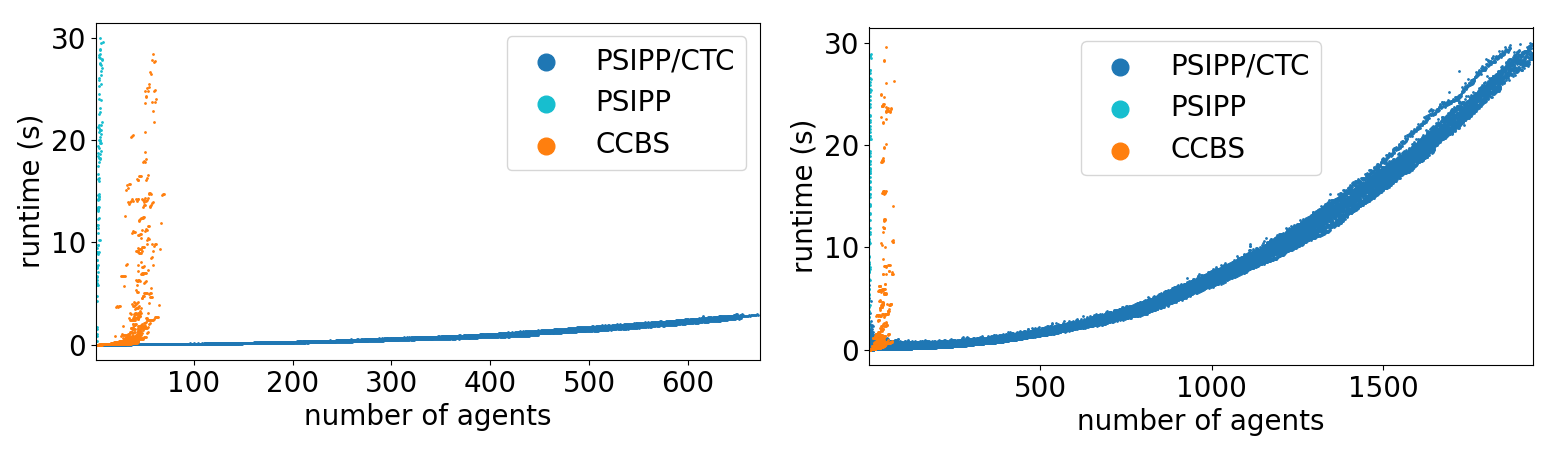 30
20
10
0
runtime (s)
PSIPP/CTC
PSIPP
CCBS
100
200
300
400
500
600
number of agents
30
20
10
0
runtime (s)
PSIPP/CTC
PSIPP
CCBS
500
1000
1500
number of agents